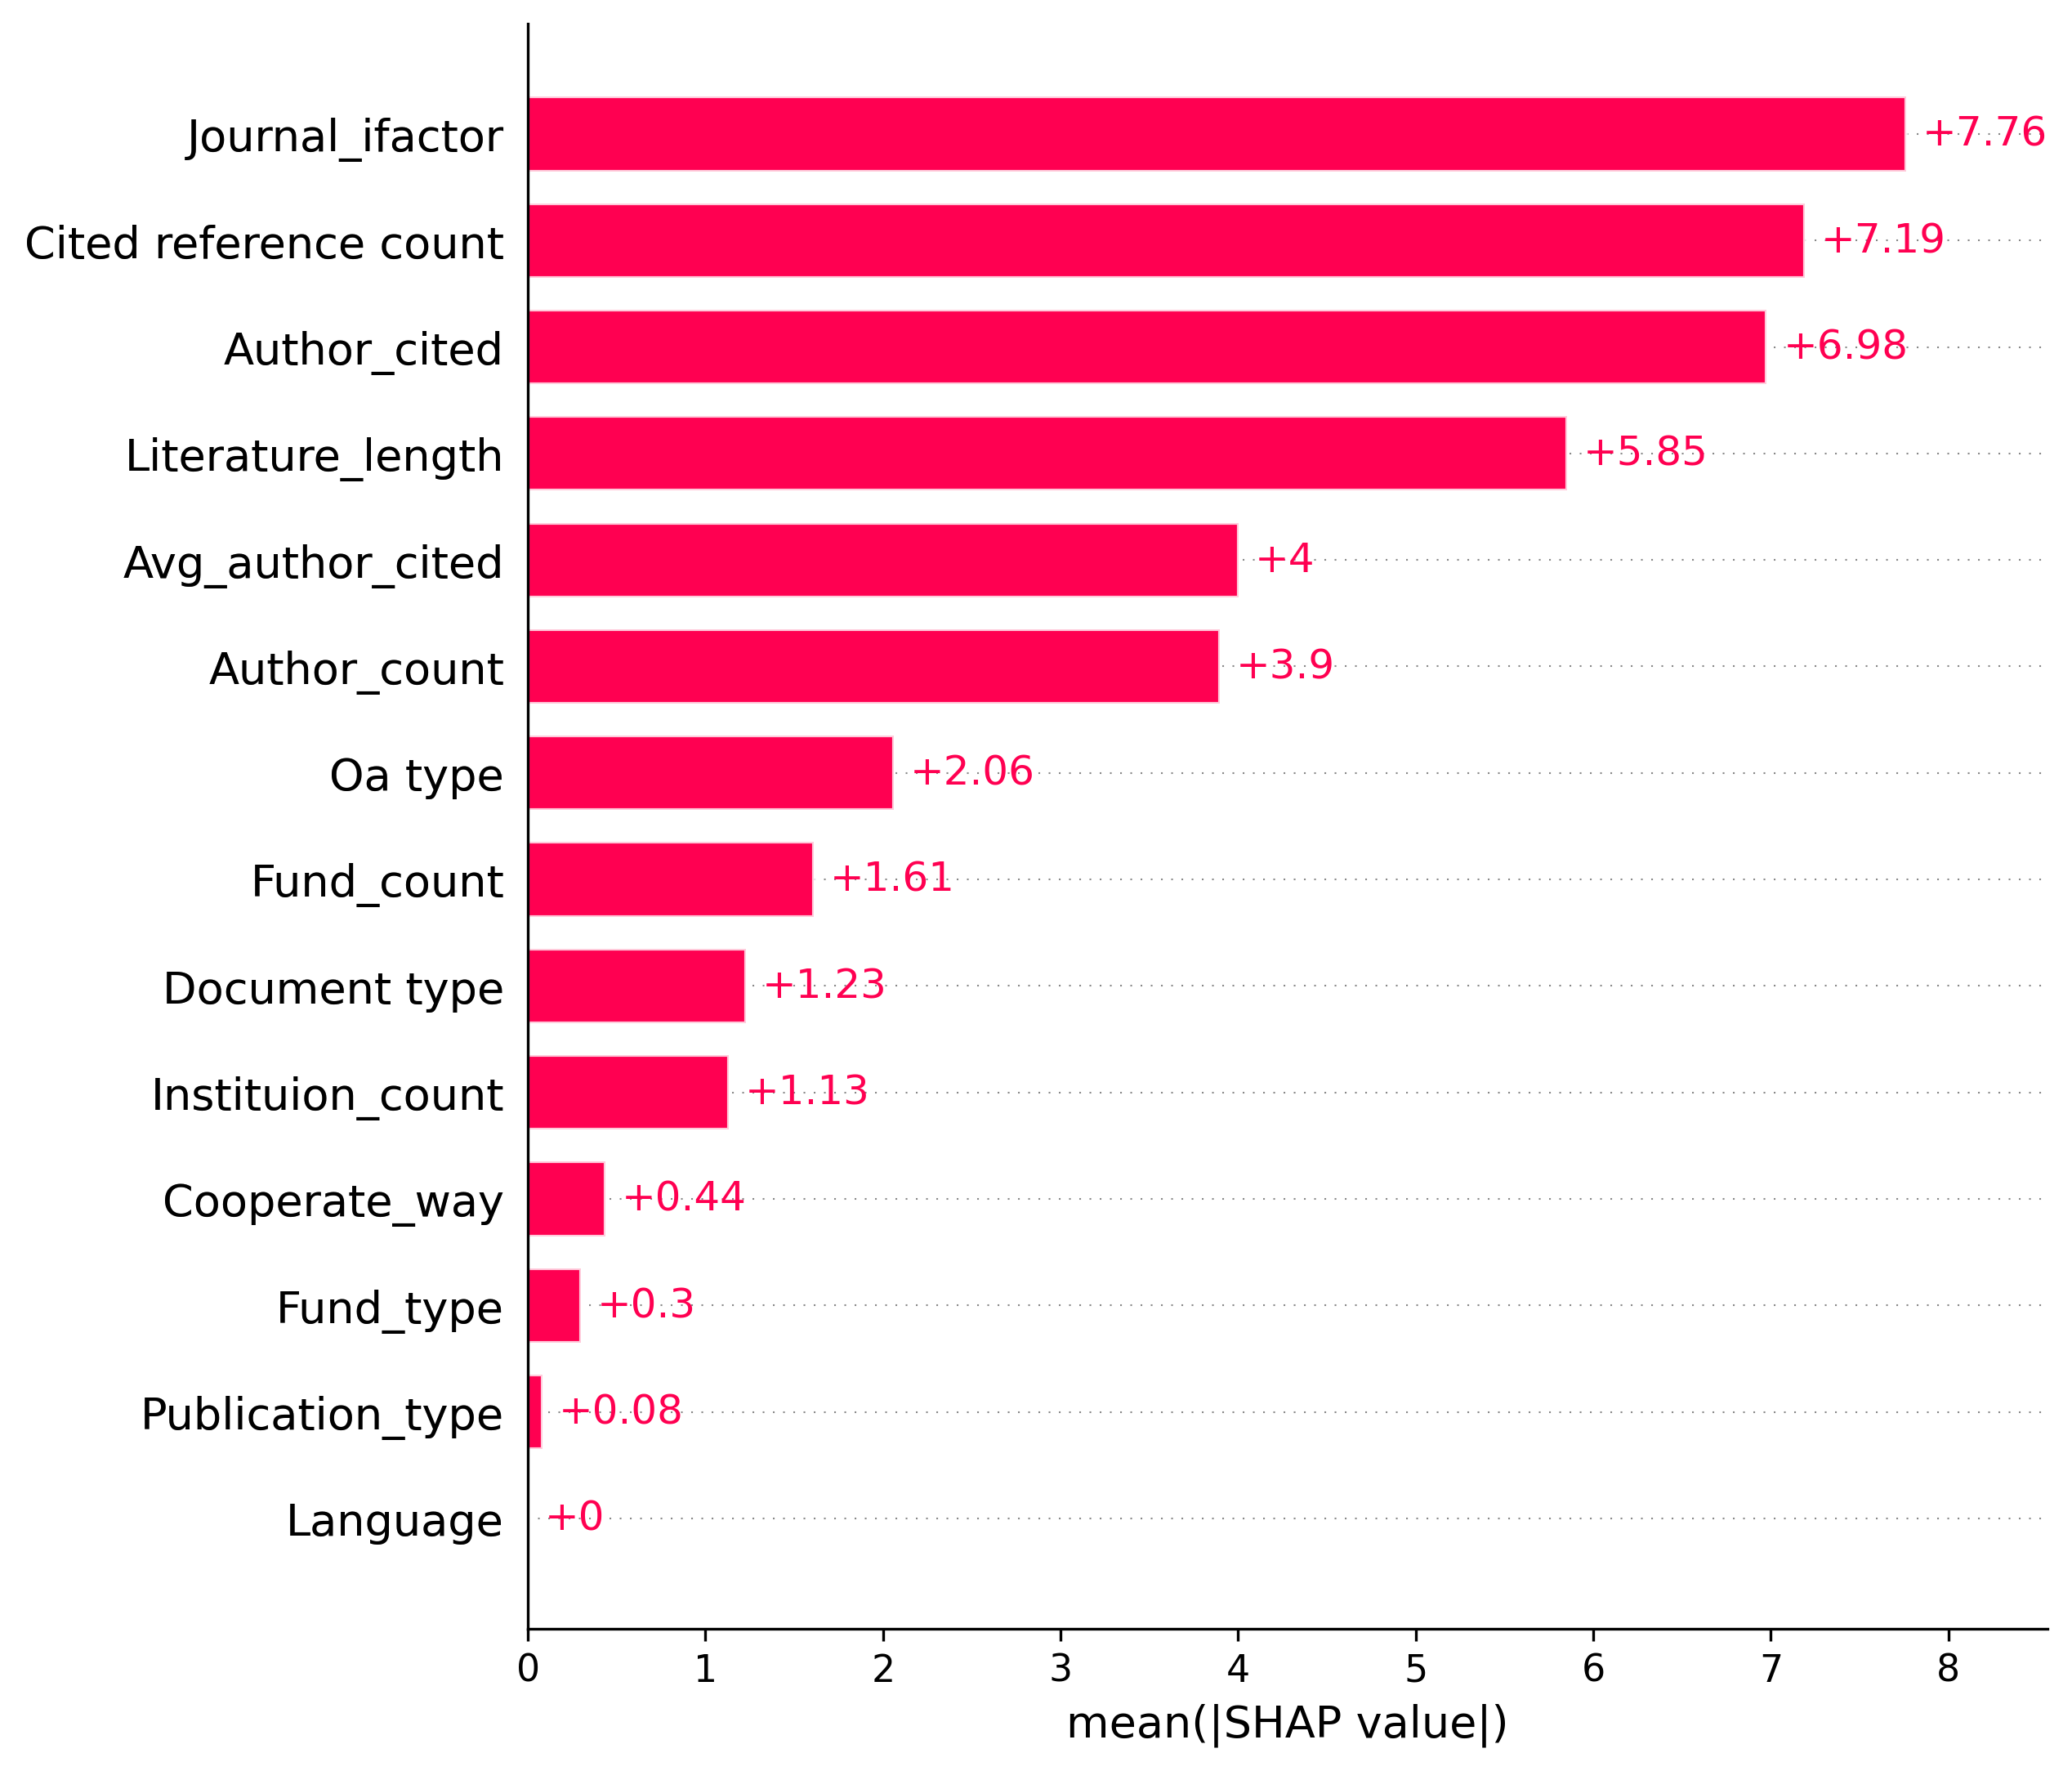 Journal_ifactor +7.76
Cited reference count +7.19
Author_cited +6.98
Literature_length +5.85
Avg_author_cited +4
Author_count +3.9
Oa type +2.06
Fund_count +1.61
Document type +1.23
Instituion_count +1.13
Cooperate_way +0.44
Fund_type +0.3
Publication_type +0.08
Language +0
0 1 2 3 4 5 6 7 8
mean(|SHAP value|)